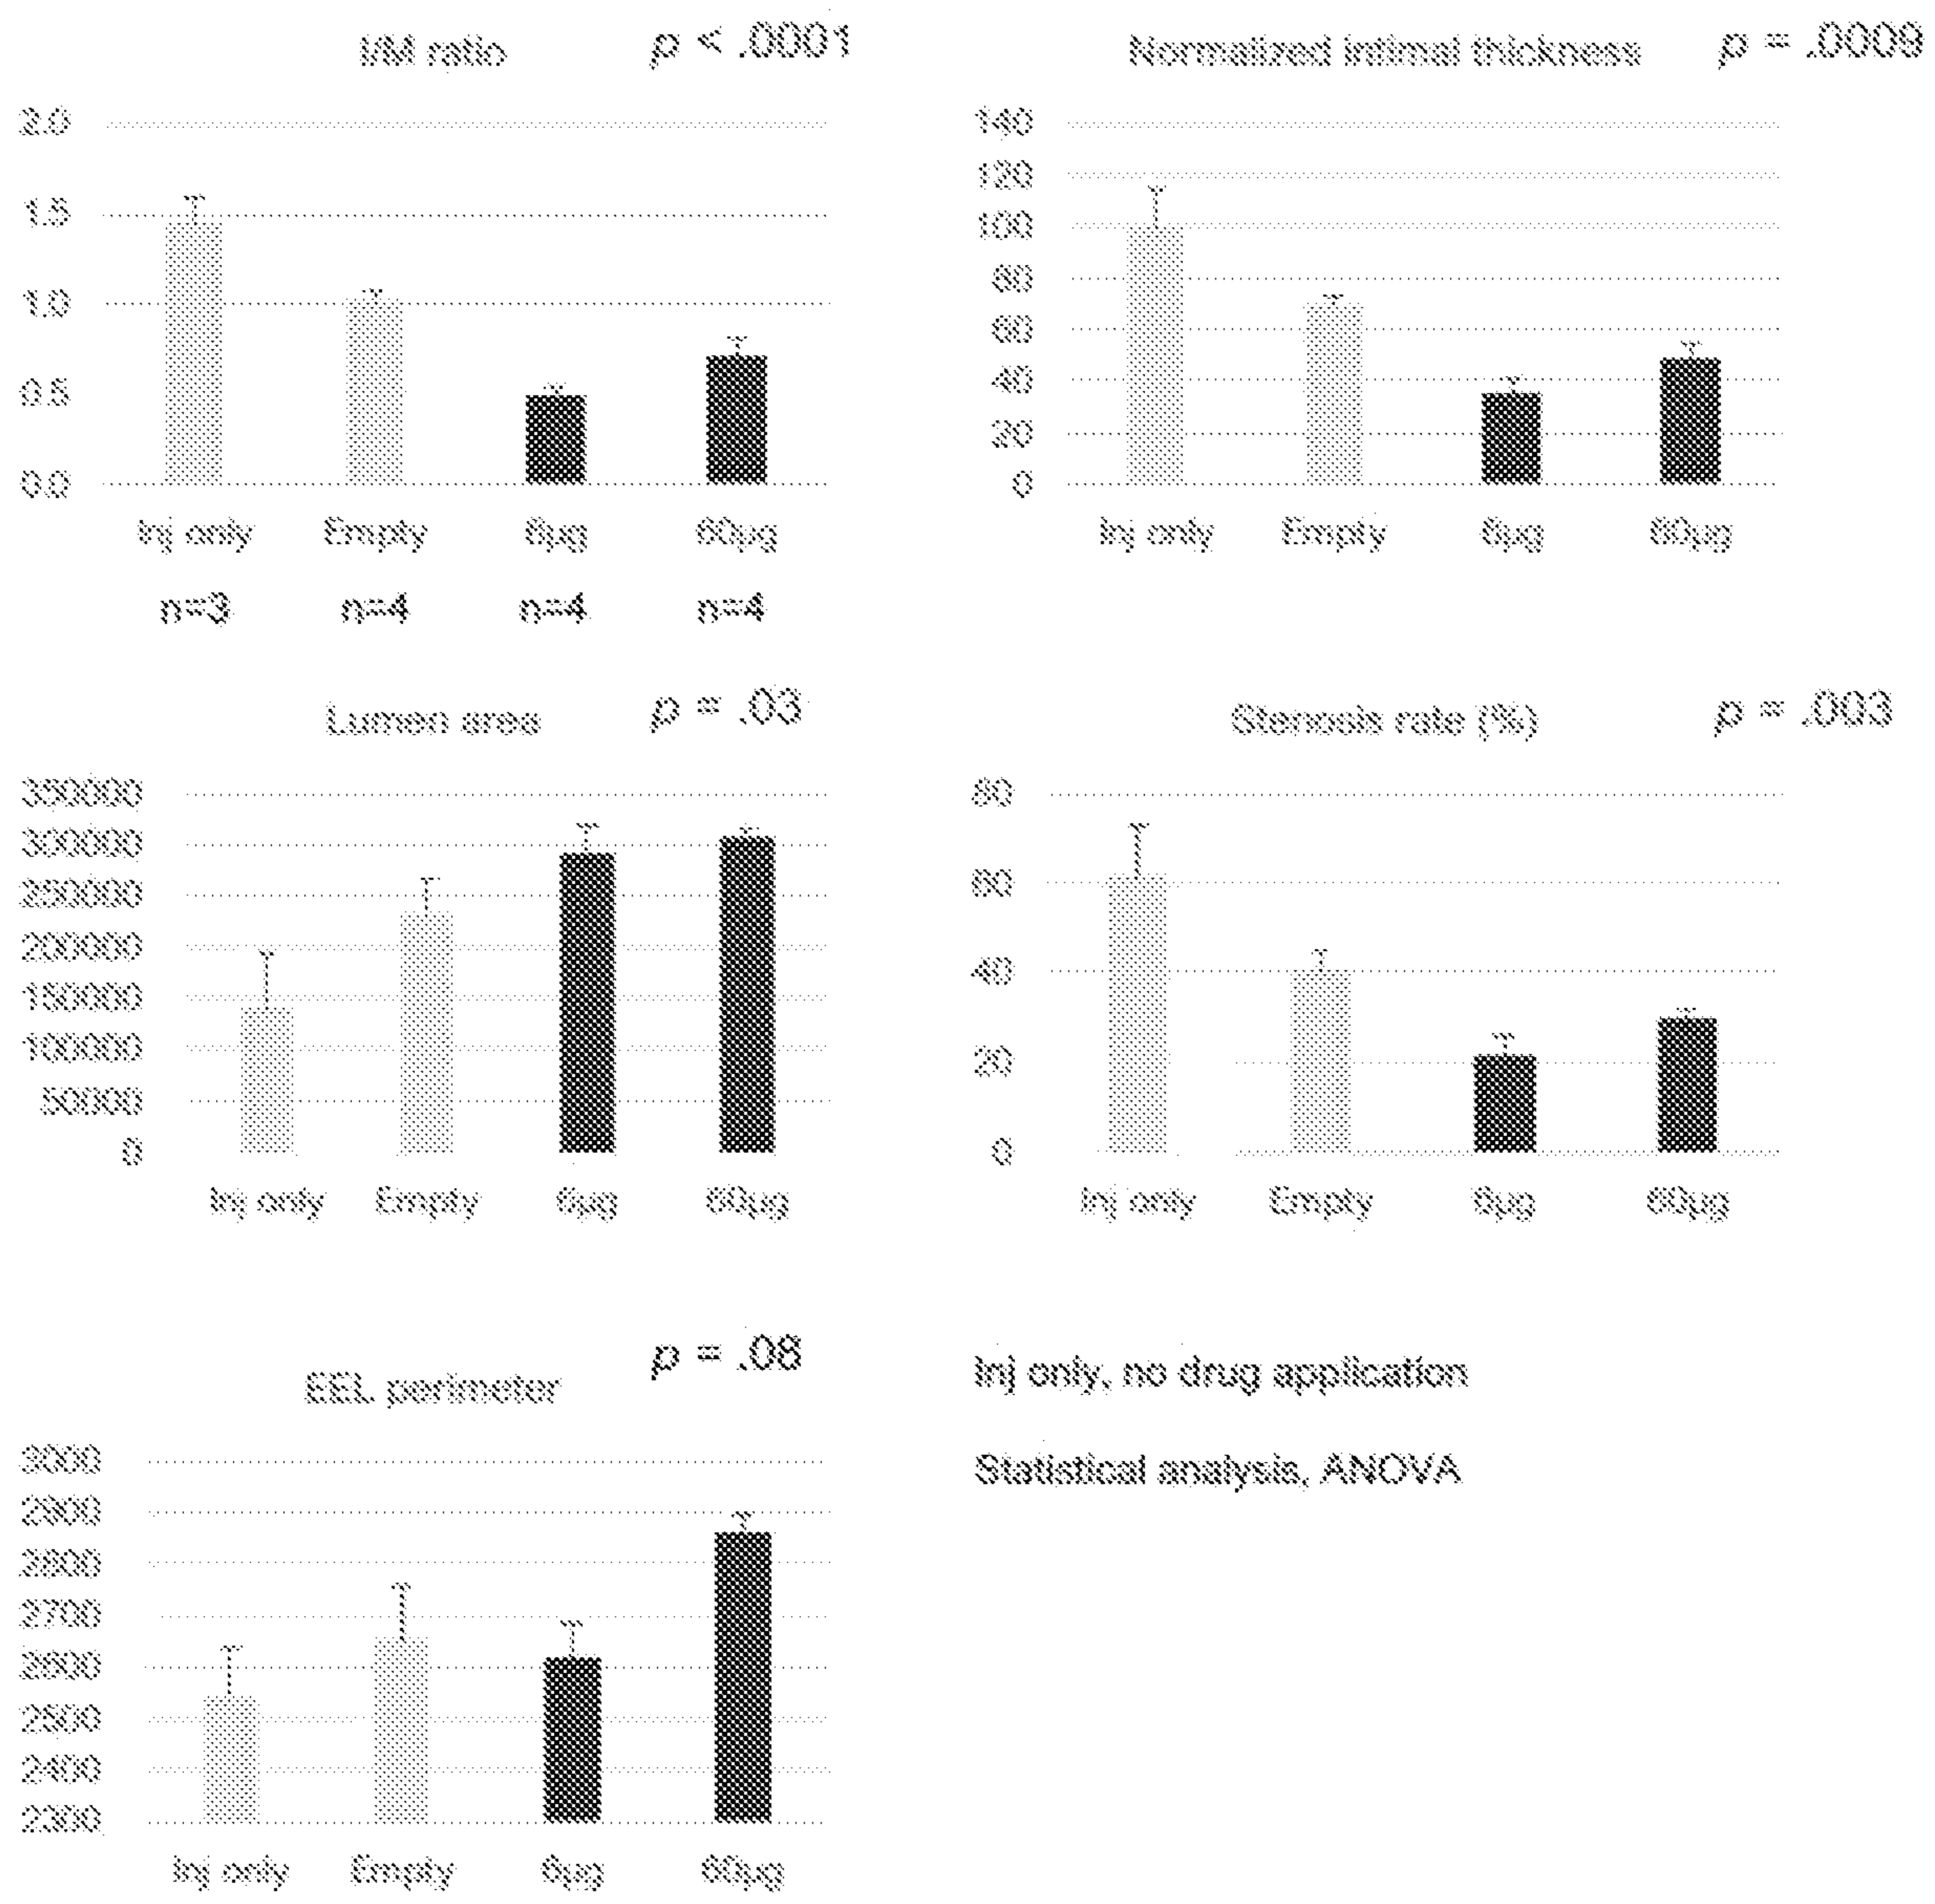 I/M ratio p < .0001
2.0
1.5
1.0
0.5
0.0
Inj only Empty 6µg 60µg
n=3 n=4 n=4 n=4
Normalized intimal thickness p = .0009
140
120
100
80
60
40
20
0
Inj only Empty 6µg 60µg
Lumen area p = .03
350000
300000
250000
200000
150000
100000
50000
0
Inj only Empty 6µg 60µg
Stenosis rate (%) p = .003
80
60
40
20
0
Inj only Empty 6µg 60µg
EEL perimeter p = .08
3000
2900
2800
2700
2600
2500
2400
2300
Inj only Empty 6µg 60µg
Inj only, no drug application
Statistical analysis, ANOVA